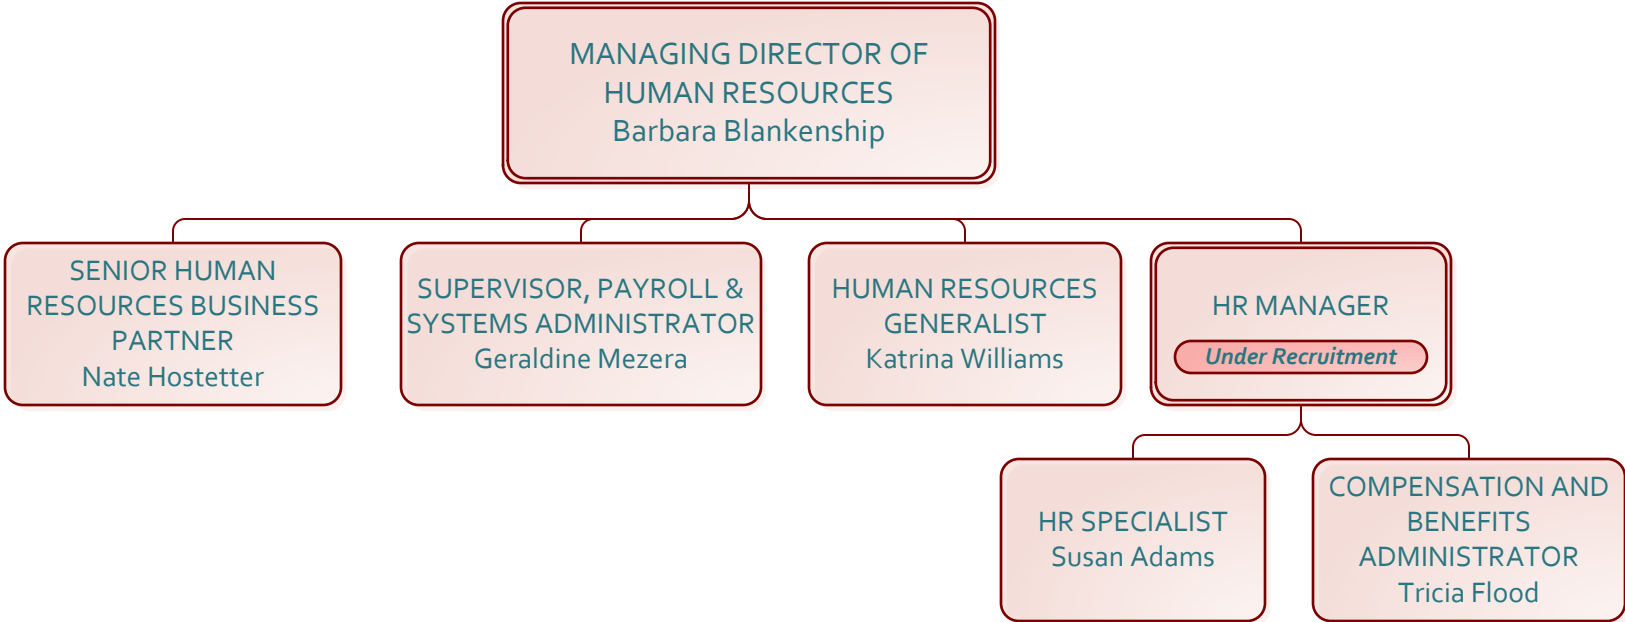 MANAGING DIRECTOR OF
HUMAN RESOURCES
Barbara Blankenship
SENIOR HUMAN
RESOURCES BUSINESS
PARTNER
Nate Hostetter
SUPERVISOR, PAYROLL &
SYSTEMS ADMINISTRATOR
Geraldine Mezera
HUMAN RESOURCES
GENERALIST
Katrina Williams
HR MANAGER
Under Recruitment
HR SPECIALIST
Susan Adams
COMPENSATION AND
BENEFITS
ADMINISTRATOR
Tricia Flood